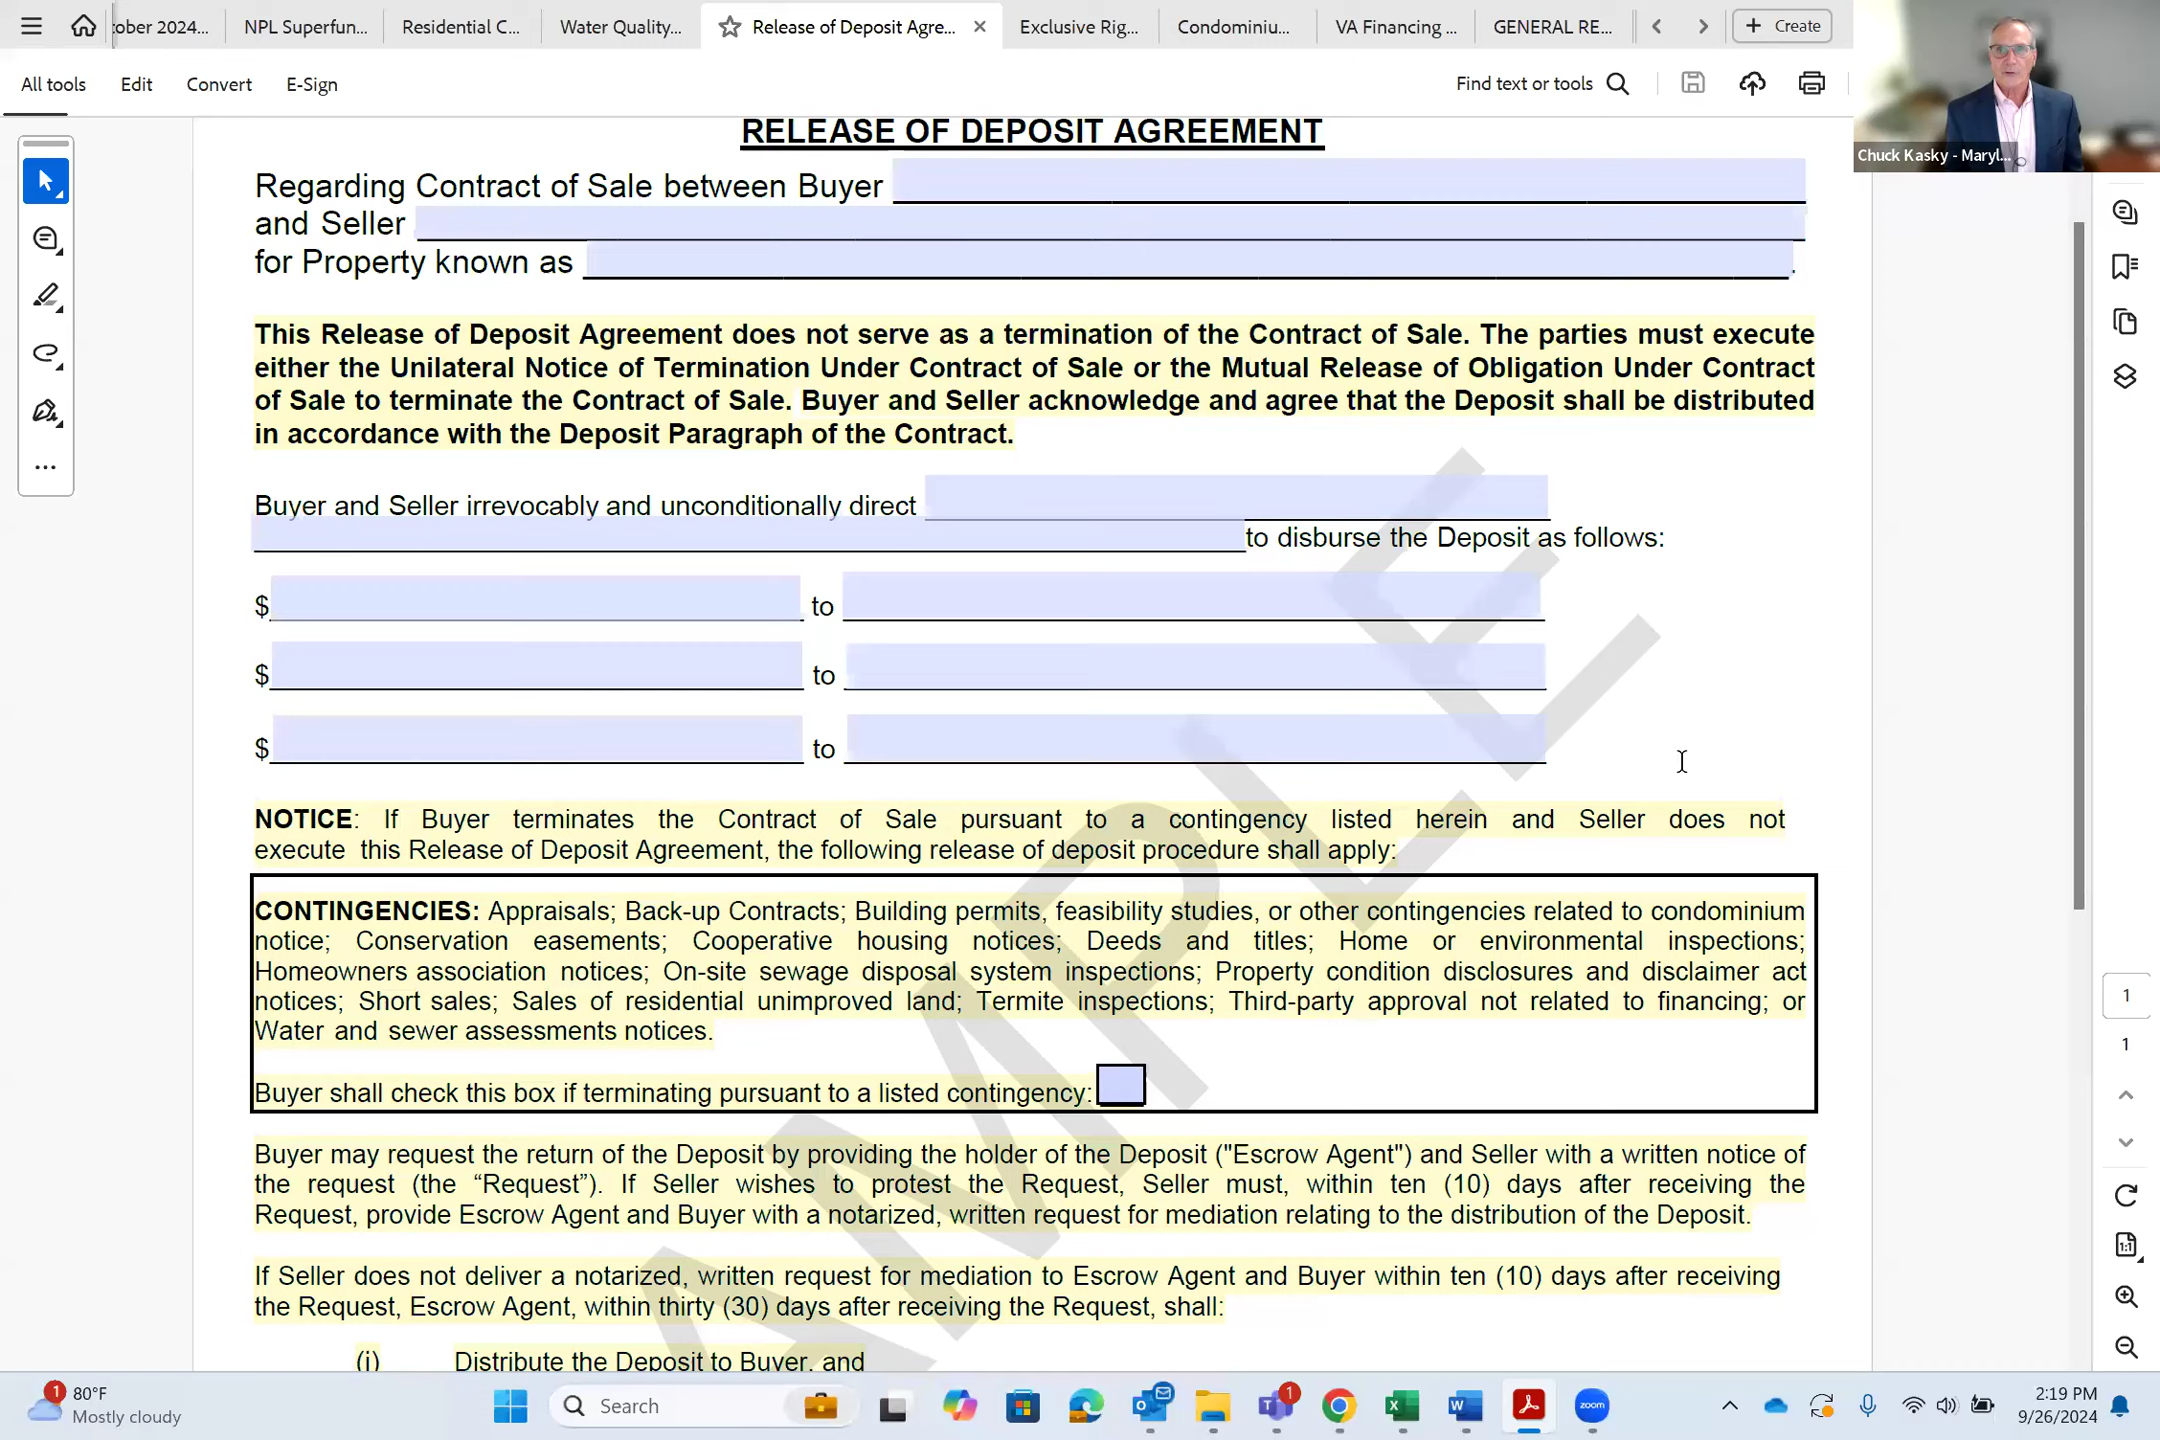 ober 2024...
NPL Superfun...
Residential C...
Water Quality...
Release of Deposit Agre...
Exclusive Rig...
Condominiu...
VA Financing ...
GENERAL RE...
Create
All tools
Edit
Convert
E-Sign
Find text or tools
Chuck Kasky - Maryl...
RELEASE OF DEPOSIT AGREEMENT
Regarding Contract of Sale between Buyer
and Seller
for Property known as .
This Release of Deposit Agreement does not serve as a termination of the Contract of Sale. The parties must execute
either the Unilateral Notice of Termination Under Contract of Sale or the Mutual Release of Obligation Under Contract
of Sale to terminate the Contract of Sale. Buyer and Seller acknowledge and agree that the Deposit shall be distributed
in accordance with the Deposit Paragraph of the Contract.
Buyer and Seller irrevocably and unconditionally direct
to disburse the Deposit as follows:
$ to
$ to
$ to
NOTICE: If Buyer terminates the Contract of Sale pursuant to a contingency listed herein and Seller does not
execute this Release of Deposit Agreement, the following release of deposit procedure shall apply:
CONTINGENCIES: Appraisals; Back-up Contracts; Building permits, feasibility studies, or other contingencies related to condominium
notice; Conservation easements; Cooperative housing notices; Deeds and titles; Home or environmental inspections;
Homeowners association notices; On-site sewage disposal system inspections; Property condition disclosures and disclaimer act
notices; Short sales; Sales of residential unimproved land; Termite inspections; Third-party approval not related to financing; or
Water and sewer assessments notices.
Buyer shall check this box if terminating pursuant to a listed contingency:
Buyer may request the return of the Deposit by providing the holder of the Deposit ("Escrow Agent") and Seller with a written notice of
the request (the “Request”). If Seller wishes to protest the Request, Seller must, within ten (10) days after receiving the
Request, provide Escrow Agent and Buyer with a notarized, written request for mediation relating to the distribution of the Deposit.
If Seller does not deliver a notarized, written request for mediation to Escrow Agent and Buyer within ten (10) days after receiving
the Request, Escrow Agent, within thirty (30) days after receiving the Request, shall:
(i) Distribute the Deposit to Buyer, and
AMPLE
1
1
1
80°F
Mostly cloudy
Search
1
zoom
2:19 PM
9/26/2024